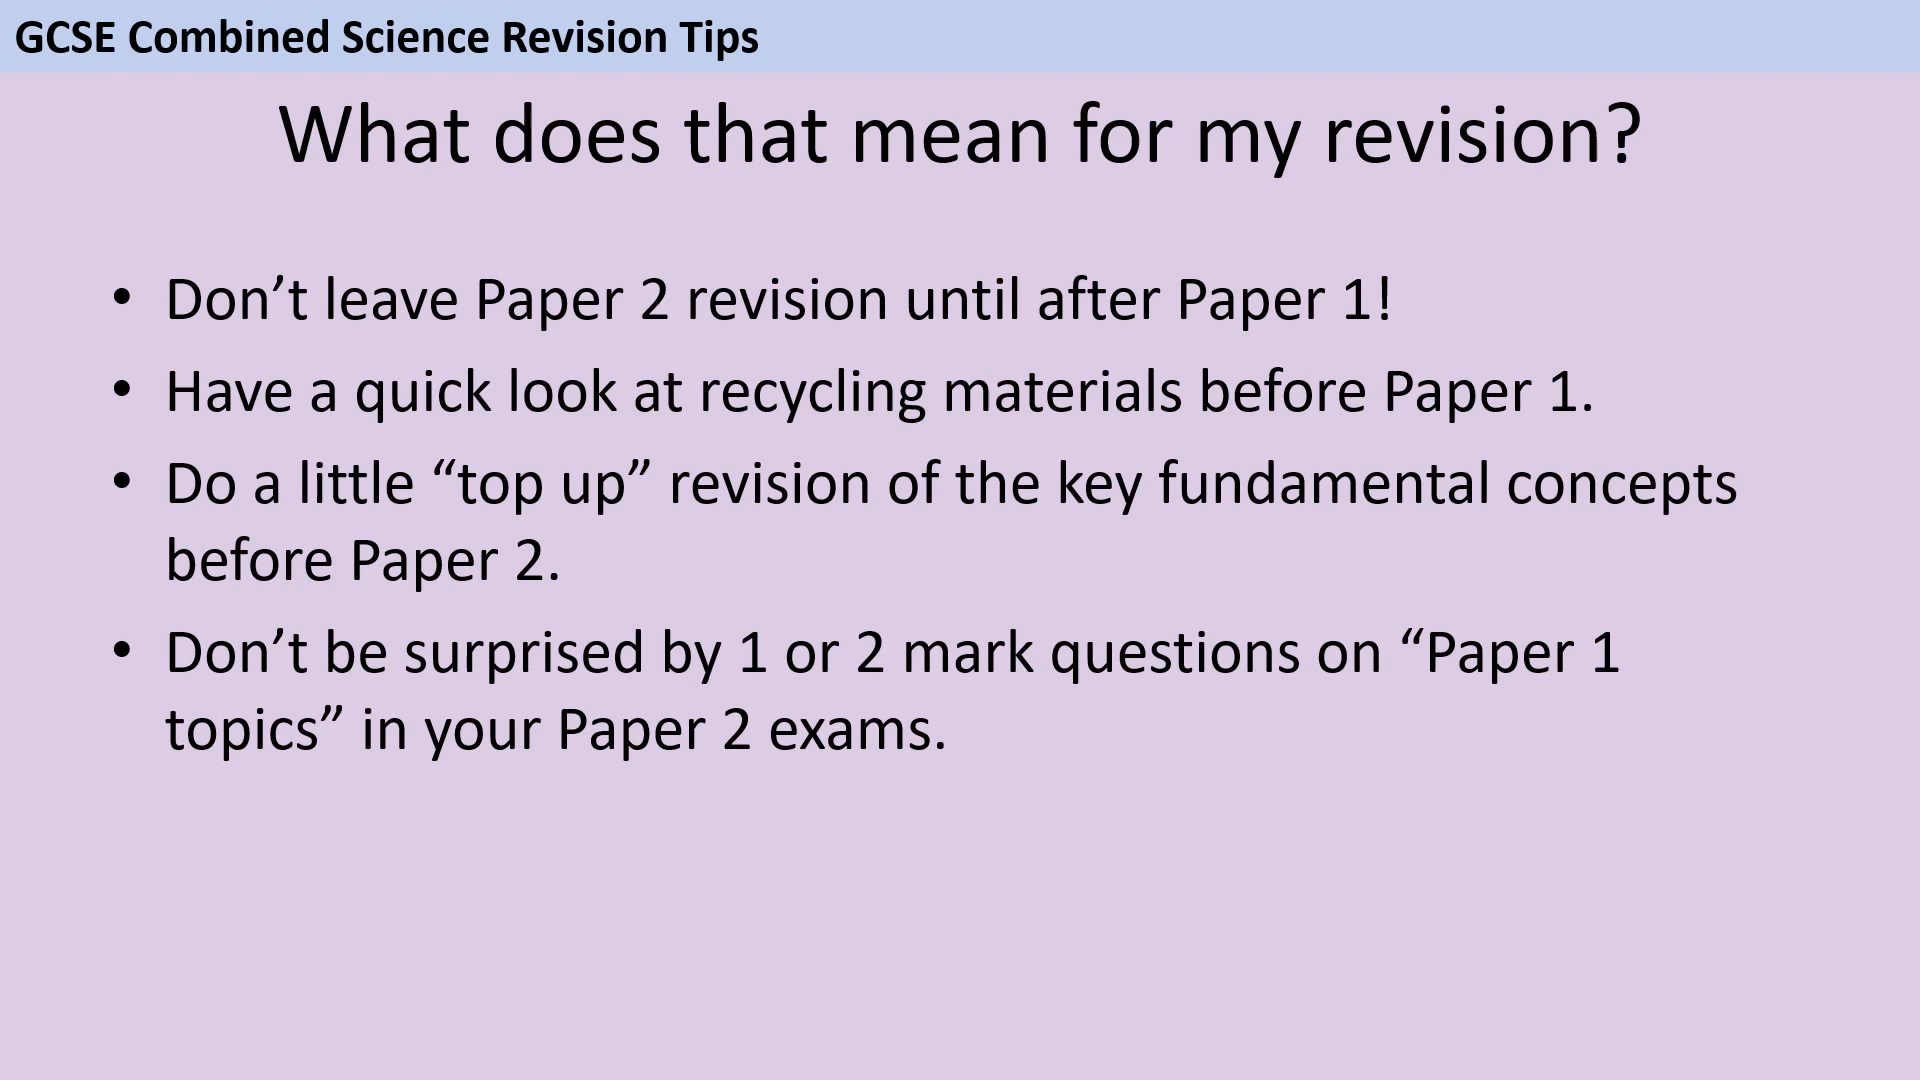 GCSE Combined Science Revision Tips
What does that mean for my revision?
• Don’t leave Paper 2 revision until after Paper 1!
• Have a quick look at recycling materials before Paper 1.
• Do a little “top up” revision of the key fundamental concepts
before Paper 2.
• Don’t be surprised by 1 or 2 mark questions on “Paper 1
topics” in your Paper 2 exams.